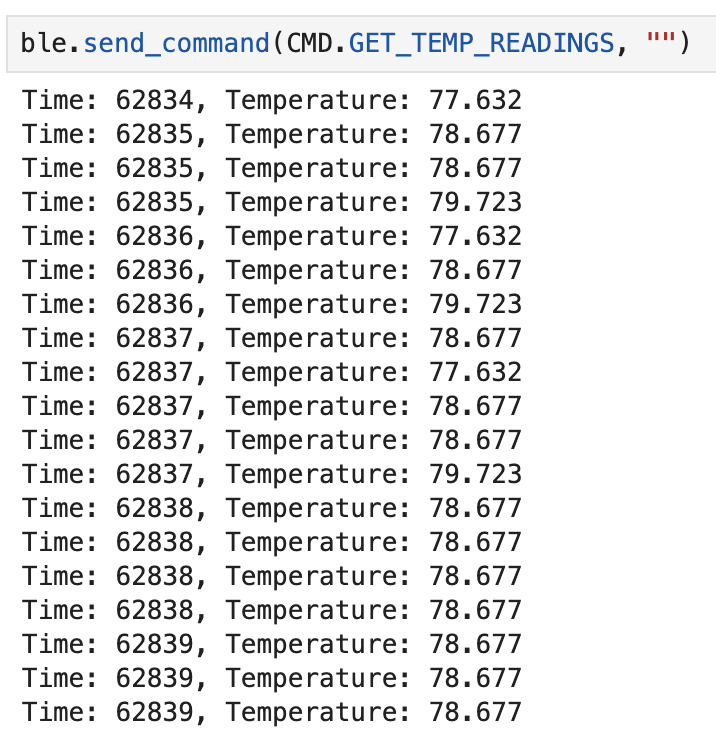 ble.send_command(CMD.GET_TEMP_READINGS, "")
Time: 62834, Temperature: 77.632
Time: 62835, Temperature: 78.677
Time: 62835, Temperature: 78.677
Time: 62835, Temperature: 79.723
Time: 62836, Temperature: 77.632
Time: 62836, Temperature: 78.677
Time: 62836, Temperature: 79.723
Time: 62837, Temperature: 78.677
Time: 62837, Temperature: 77.632
Time: 62837, Temperature: 78.677
Time: 62837, Temperature: 78.677
Time: 62837, Temperature: 79.723
Time: 62838, Temperature: 78.677
Time: 62838, Temperature: 78.677
Time: 62838, Temperature: 78.677
Time: 62838, Temperature: 78.677
Time: 62839, Temperature: 78.677
Time: 62839, Temperature: 78.677
Time: 62839, Temperature: 78.677